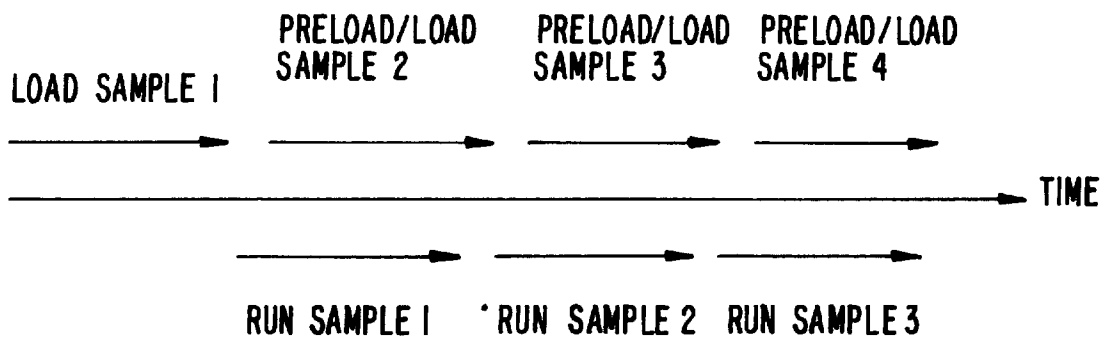 PRELOAD/LOAD SAMPLE 2
PRELOAD/LOAD SAMPLE 3
PRELOAD/LOAD SAMPLE 4
LOAD SAMPLE 1
TIME
RUN SAMPLE 1
RUN SAMPLE 2
RUN SAMPLE 3